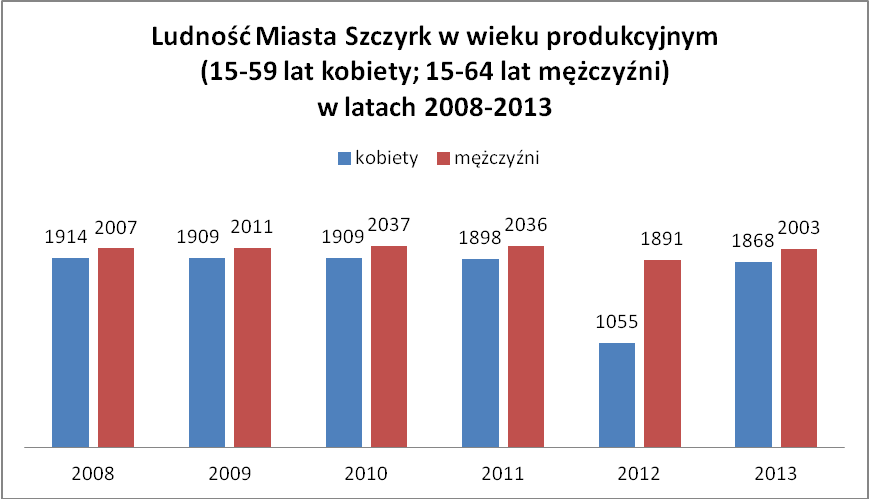 Ludność Miasta Szczyrk w wieku produkcyjnym
(15-59 lat kobiety; 15-64 lat mężczyźni)
w latach 2008-2013
kobiety mężczyźni
1914 2007 1909 2011 1909 2037 1898 2036 1055 1891 1868 2003
2008 2009 2010 2011 2012 2013